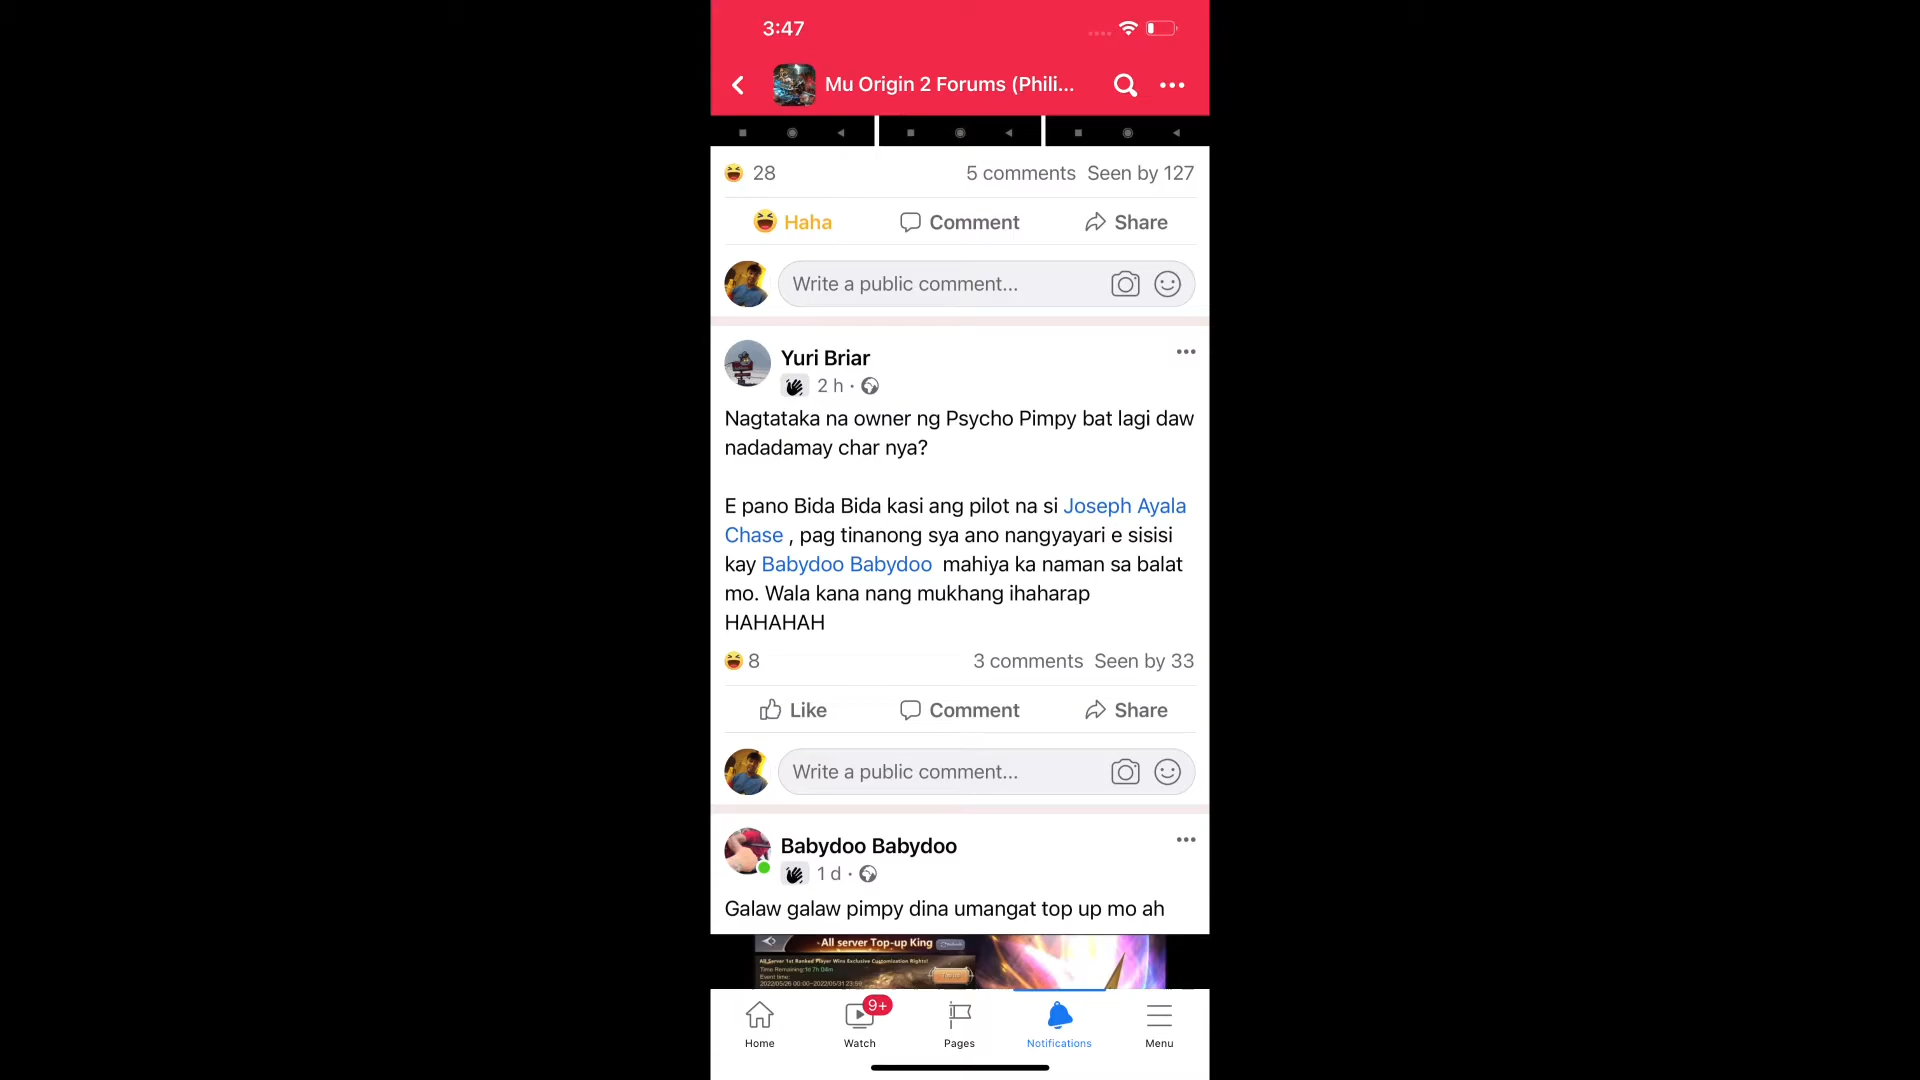 3:47
Mu Origin 2 Forums (Phili...
28
5 comments Seen by 127
Haha
Comment
Share
Write a public comment...
Yuri Briar
2 h ·
Nagtataka na owner ng Psycho Pimpy bat lagi daw
nadadamay char nya?
E pano Bida Bida kasi ang pilot na si Joseph Ayala
Chase , pag tinanong sya ano nangyayari e sisisi
kay Babydoo Babydoo mahiya ka naman sa balat
mo. Wala kana nang mukhang ihaharap
HAHAHAH
8
3 comments Seen by 33
Like
Comment
Share
Write a public comment...
Babydoo Babydoo
1 d ·
Galaw galaw pimpy dina umangat top up mo ah
All server Top-up King
All Server 1st Ranked Player Wins Exclusive Customization Rights!
Time Remaining:1d 7h 04m
Event time:
2022/05/26 00:00~2022/05/31 23:59
9+
Home
Watch
Pages
Notifications
Menu